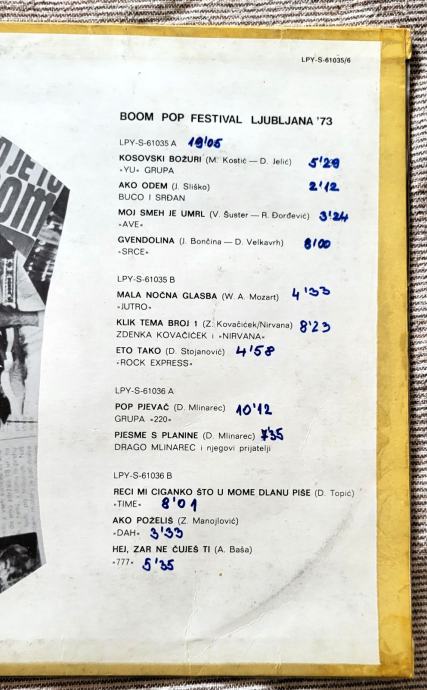 LPY-S-61035/6
BOOM POP FESTIVAL LJUBLJANA '73
LPY-S-61035 A 19'05
KOSOVSKI BOŽURI (M. Kostić — D. Jelić) 5'29
»YU« GRUPA
AKO ODEM (J. Sliško) 2'12
BUCO I SRĐAN
MOJ SMEH JE UMRL (V. Šuster — R. Đorđević) 3'24
»AVE«
GVENDOLINA (J. Bončina — D. Velkavrh) 8'00
»SRCE«
LPY-S-61035 B
MALA NOĆNA GLASBA (W. A. Mozart) 4'33
»JUTRO«
KLIK TEMA BROJ 1 (Z. Kovačiček/Nirvana) 8'23
ZDENKA KOVAČIČEK i »NIRVANA«
ETO TAKO (D. Stojanović) 4'58
»ROCK EXPRESS«
LPY-S-61036 A
POP PJEVAČ (D. Mlinarec) 10'12
GRUPA »220«
PJESME S PLANINE (D. Mlinarec) 7'35
DRAGO MLINAREC i njegovi prijatelji
LPY-S-61036 B
RECI MI CIGANKO ŠTO U MOME DLANU PIŠE (D. Topić)
»TIME« 8'01
AKO POŽELIŠ (Z. Manojlović)
»DAH« 3'33
HEJ, ZAR NE ČUJEŠ TI (A. Baša)
»777« 5'35